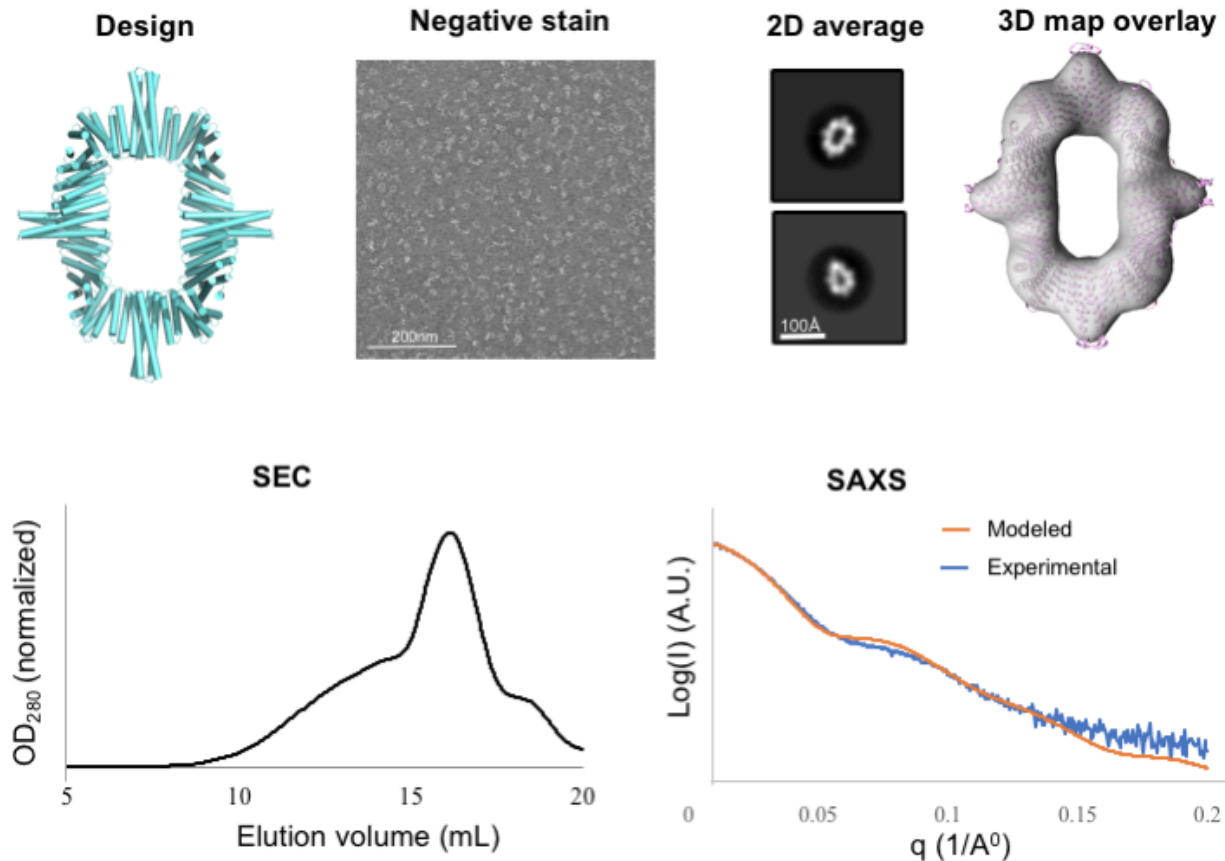 Design
Negative stain
2D average
3D map overlay
200nm
100Å
SEC
OD₂₈₀ (normalized)
5
10
15
20
Elution volume (mL)
SAXS
Modeled
Experimental
Log(I) (A.U.)
0
0.05
0.1
0.15
0.2
q (1/A⁰)